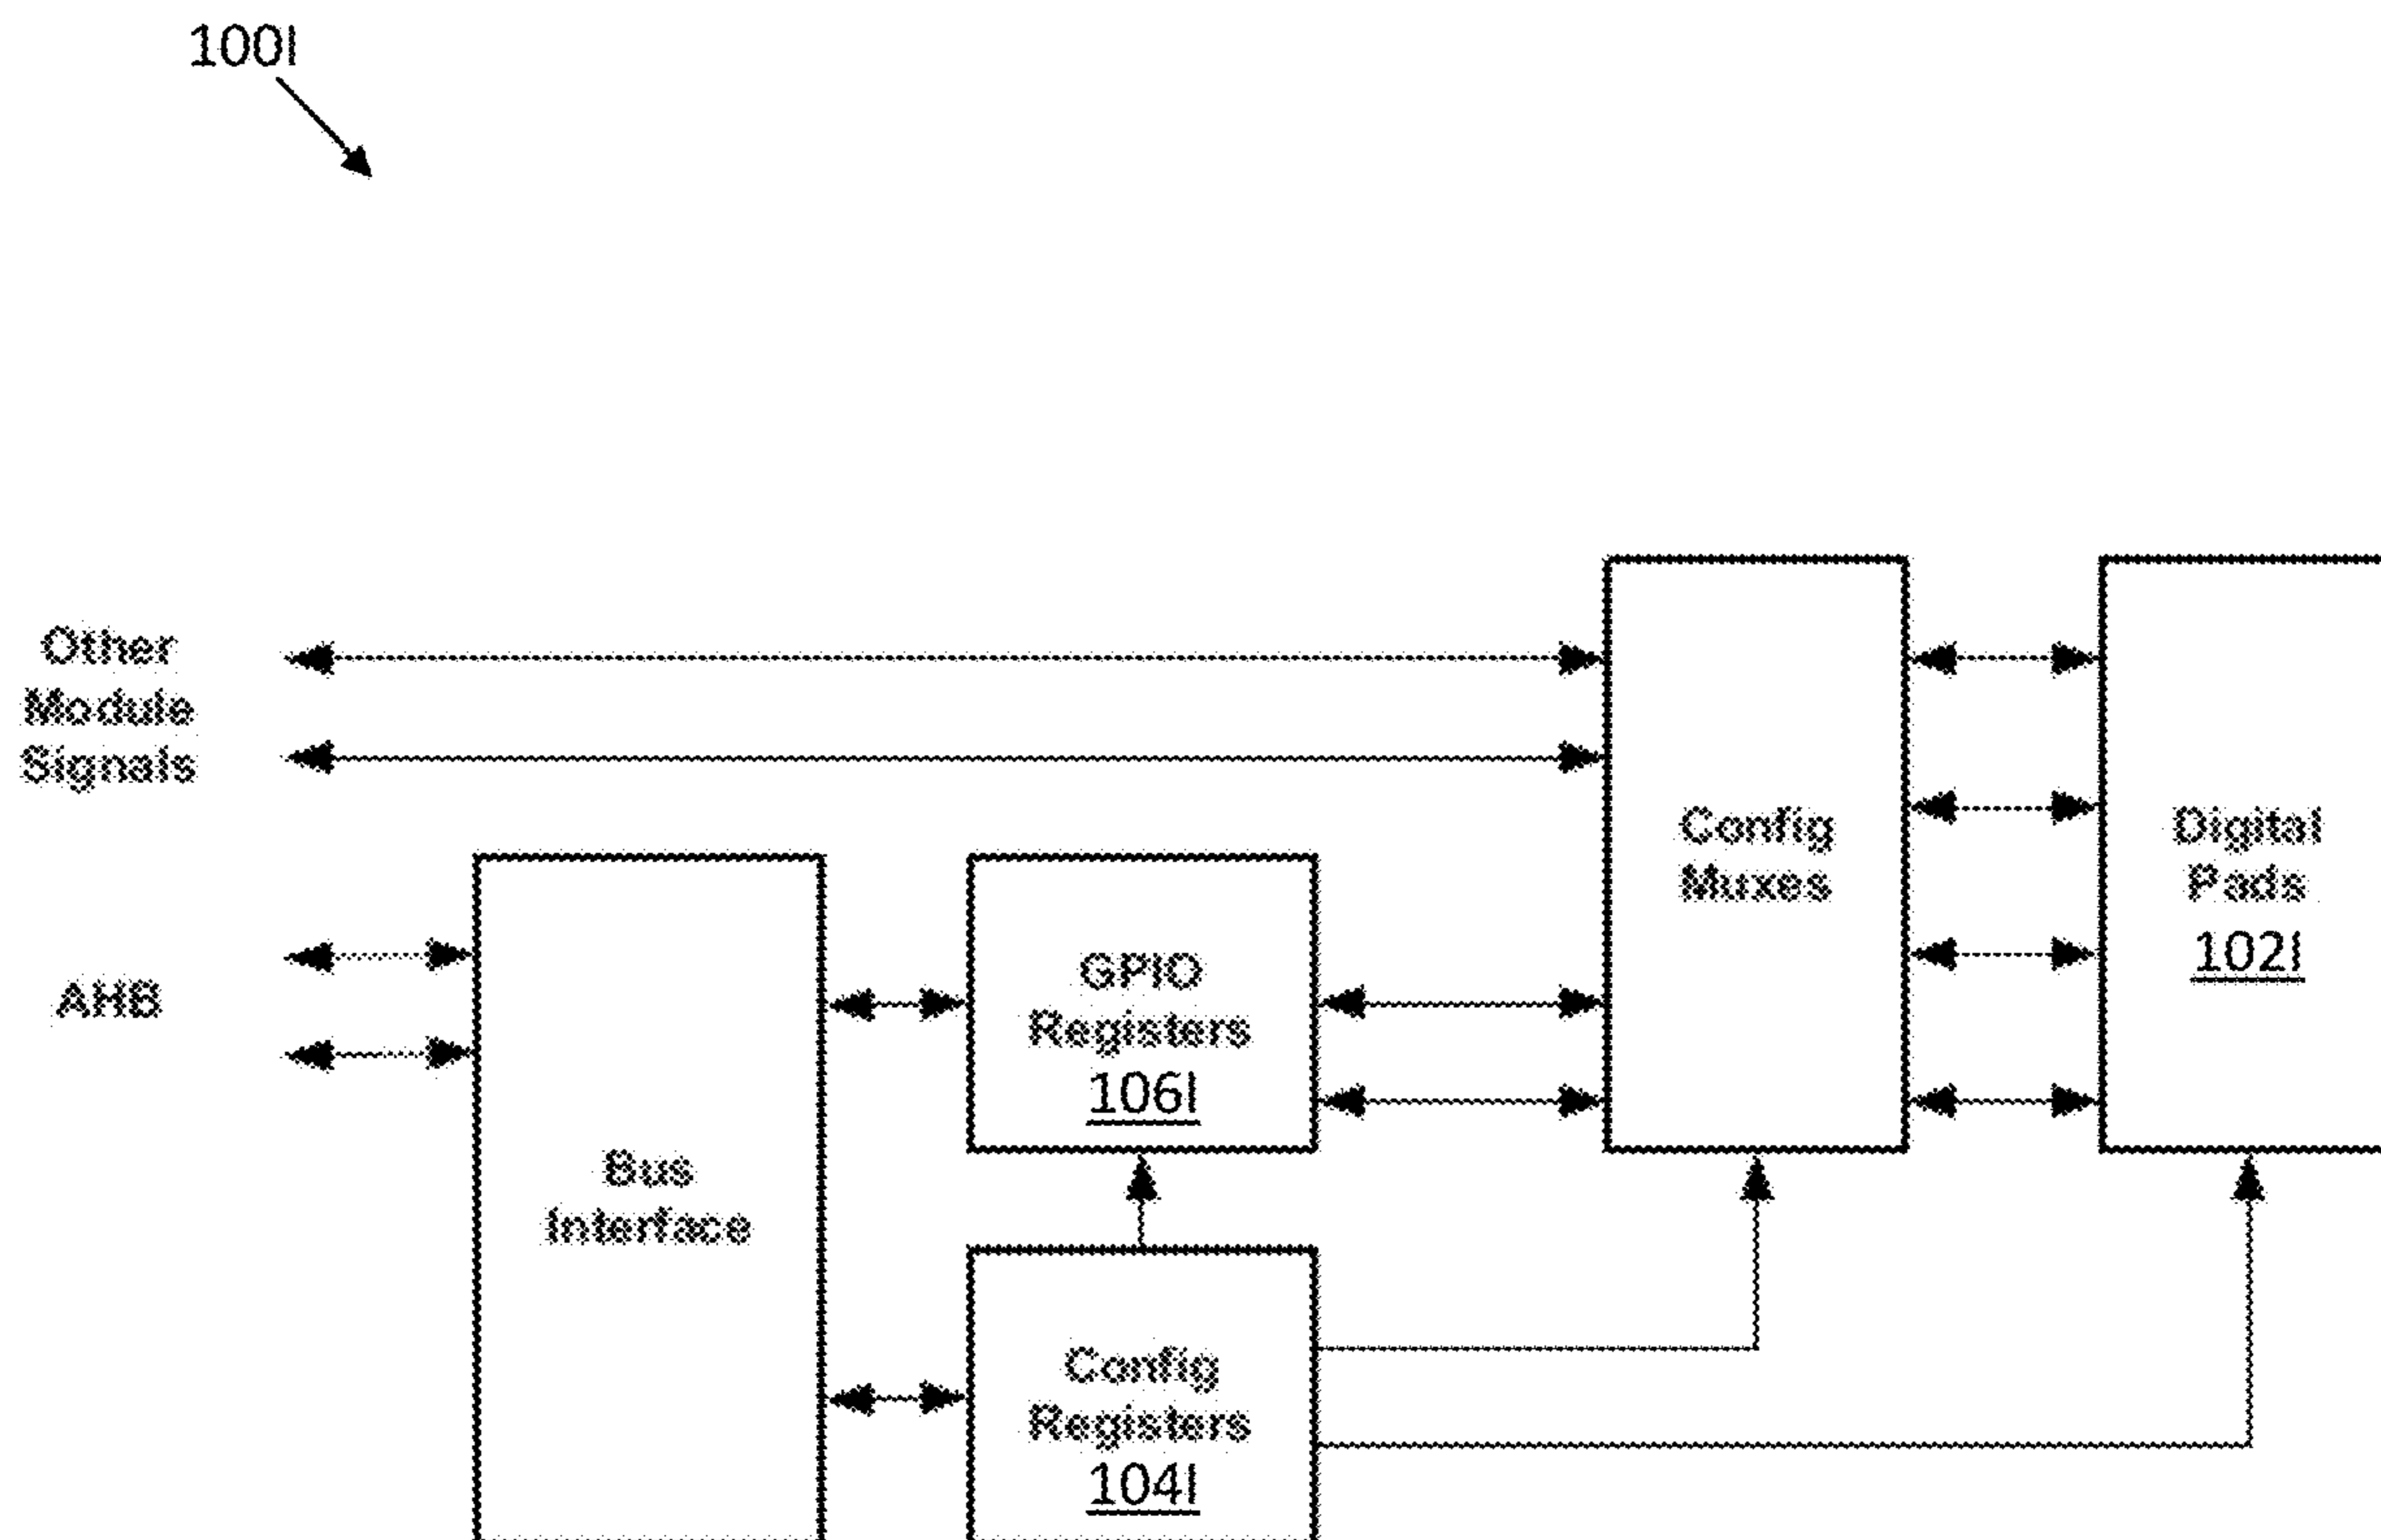 100I
Other
Module
Signals
AHB
Bus
Interface
GPIO
Registers
106I
Config
Registers
104I
Config
Muxes
Digital
Pads
102I